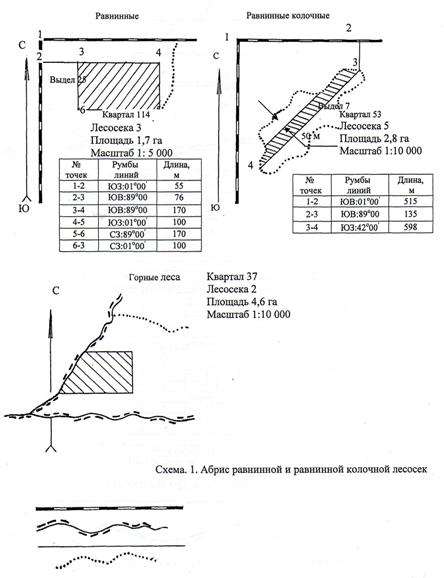 Равнинные
1
С
2
3
4
Выдел 25
6
Квартал 114
Лесосека 3
Площадь 1,7 га
Масштаб 1: 5 000
№ точек | Румбы линий | Длина, м
1-2 | ЮЗ:01°00' | 55
2-3 | ЮВ:89°00' | 76
3-4 | ЮВ:89°00' | 170
4-5 | ЮЗ:01°00' | 100
5-6 | СЗ:89°00' | 170
6-3 | СЗ:01°00' | 100
Ю
Равнинные колочные
2
1
С
3
Выдел 7
50 м
Квартал 53
Лесосека 5
Площадь 2,8 га
Масштаб 1:10 000
4
№ точек | Румбы линий | Длина, м
1-2 | ЮВ:01°00' | 515
2-3 | ЮВ:89°00' | 135
3-4 | ЮЗ:42°00' | 598
Ю
Горные леса
С
Квартал 37
Лесосека 2
Площадь 4,6 га
Масштаб 1:10 000
Схема. 1. Абрис равнинной и равнинной колочной лесосек